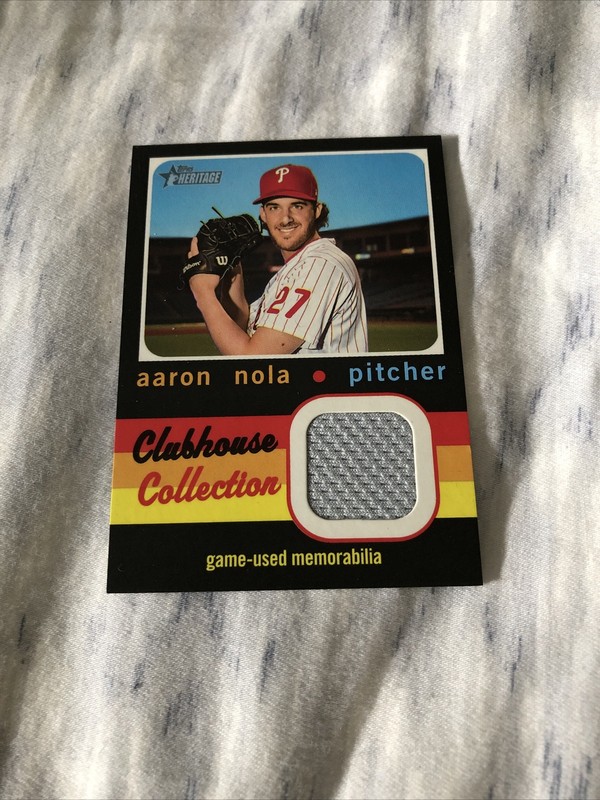 Topps
HERITAGE
P
W
Wilson
27
aaron nola • pitcher
Clubhouse
Collection
game-used memorabilia